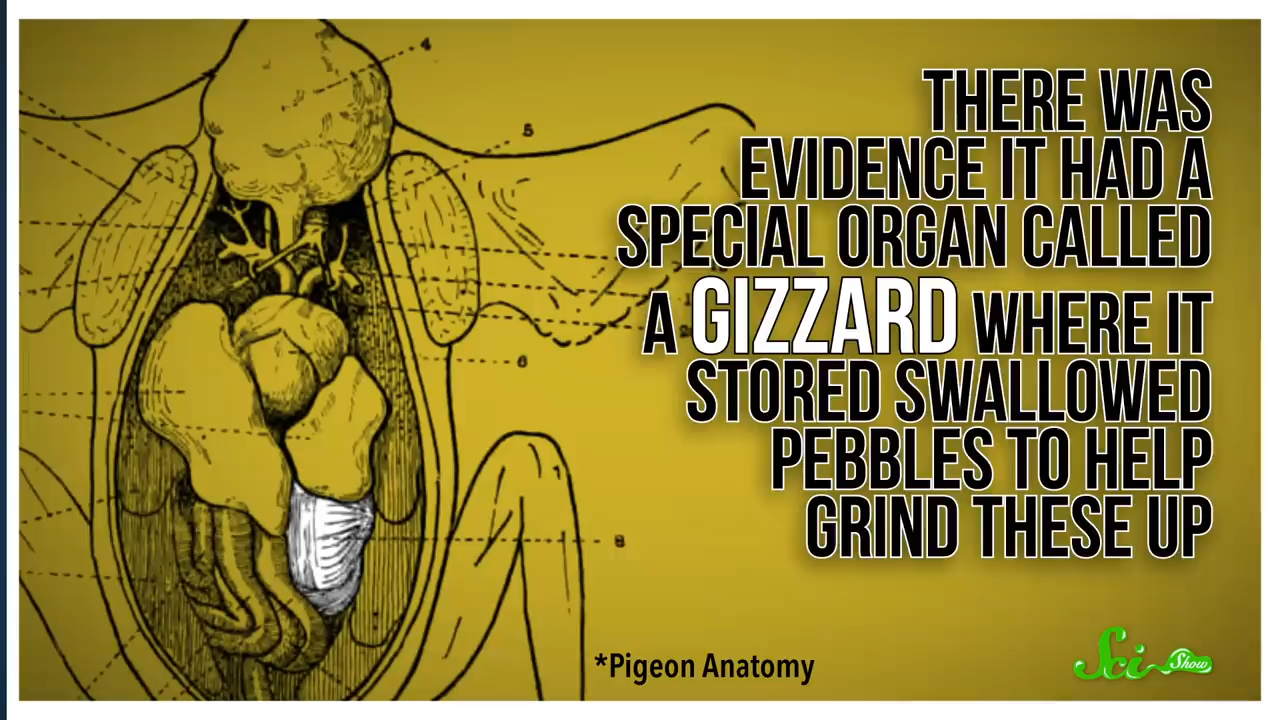 4
THERE WAS
5
EVIDENCE IT HAD A
SPECIAL ORGAN CALLED
A GIZZARD WHERE IT
6
STORED SWALLOWED
PEBBLES TO HELP
GRIND THESE UP
8
*Pigeon Anatomy
Sci Show